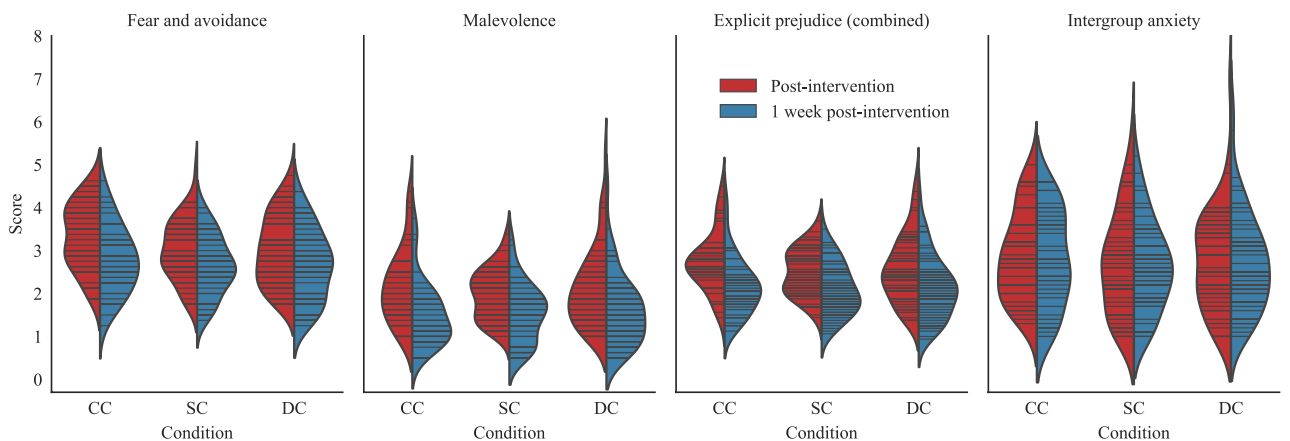 Fear and avoidance
Malevolence
Explicit prejudice (combined)
Intergroup anxiety
8
7
6
5
4
3
2
1
0
Score
Post-intervention
1 week post-intervention
CC SC DC
CC SC DC
CC SC DC
CC SC DC
Condition
Condition
Condition
Condition